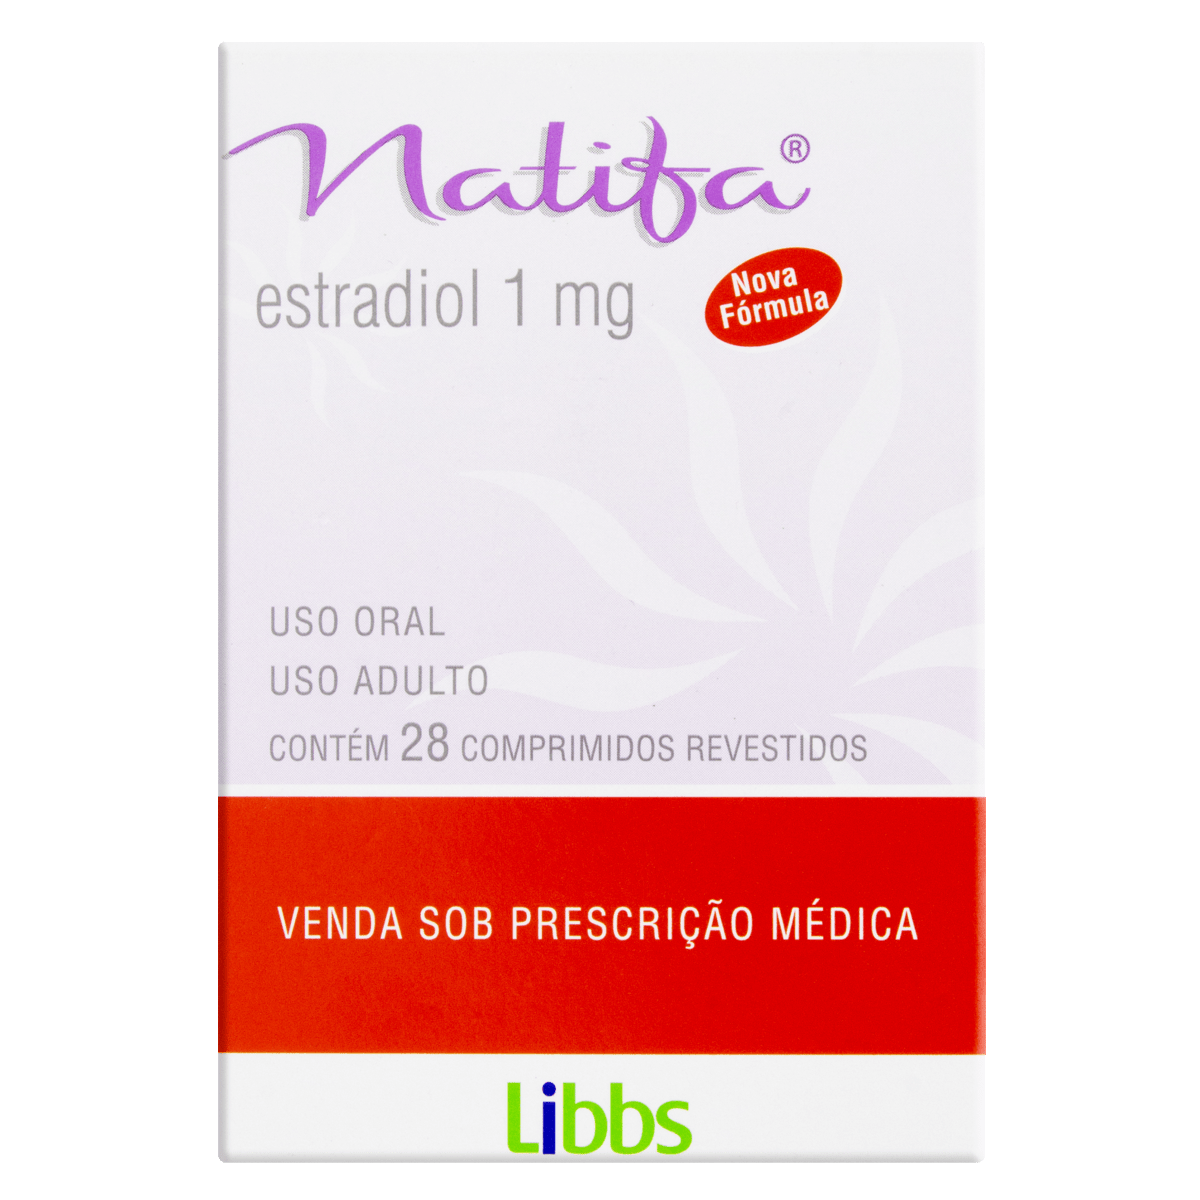 Natifa®
estradiol 1 mg
Nova
Fórmula
USO ORAL
USO ADULTO
CONTÉM 28 COMPRIMIDOS REVESTIDOS
VENDA SOB PRESCRIÇÃO MÉDICA
Libbs